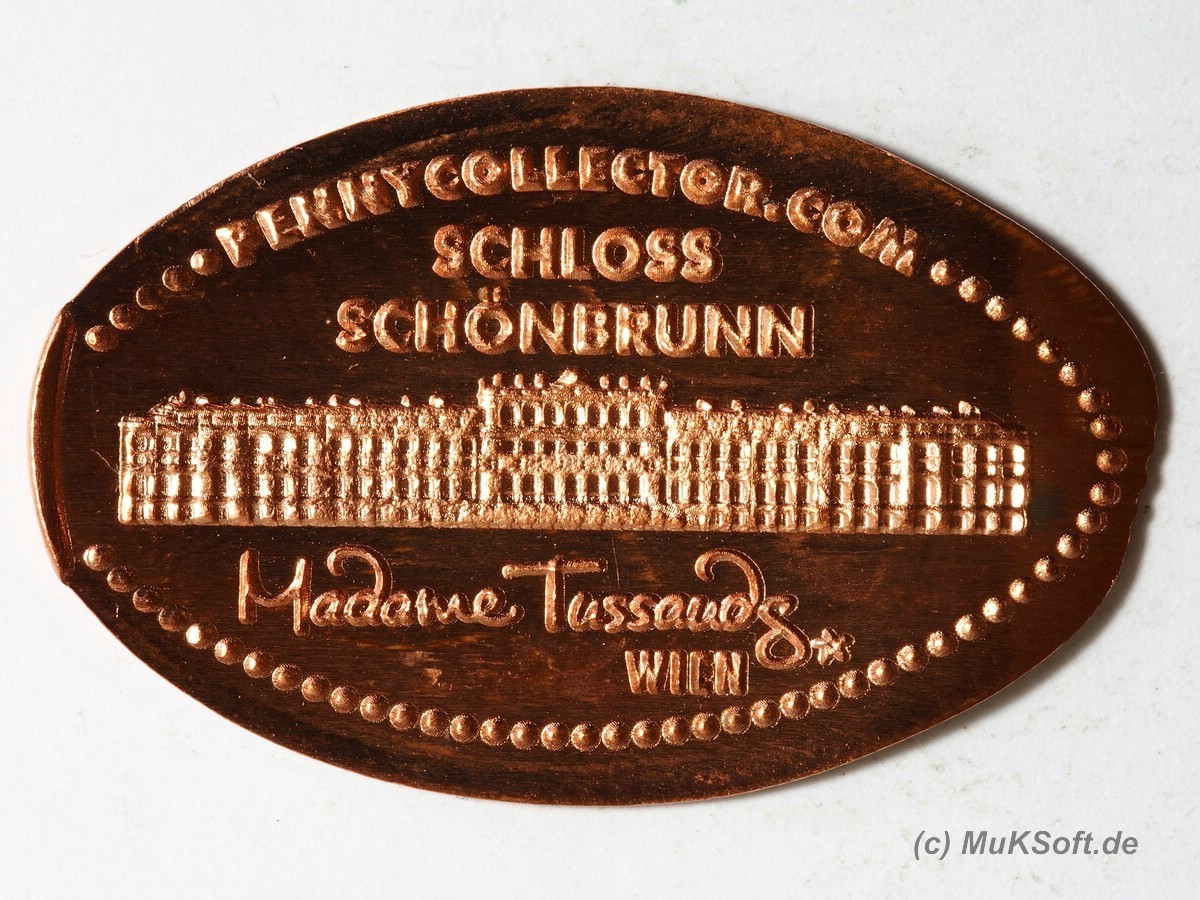 PENNYCOLLECTOR.COM
SCHLOSS
SCHÖNBRUNN
Madame Tussauds
WIEN
(c) MuKSoft.de